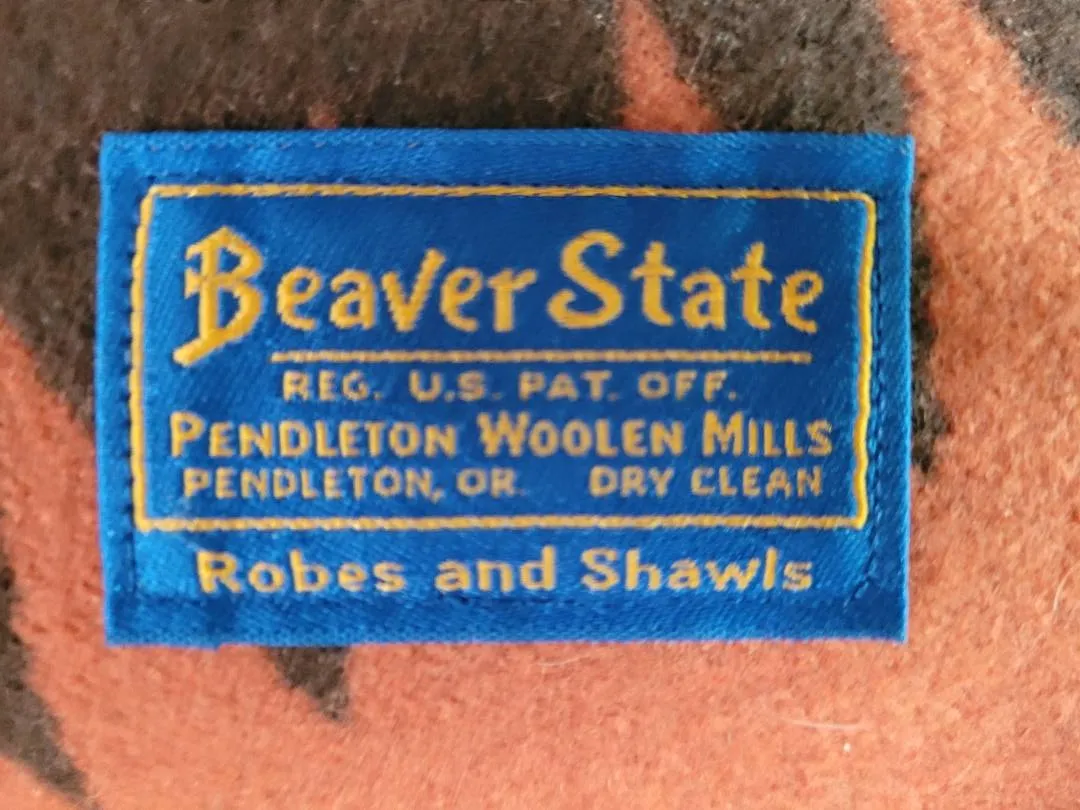 Beaver State
REG. U.S. PAT. OFF.
PENDLETON WOOLEN MILLS
PENDLETON, OR. DRY CLEAN
Robes and Shawls